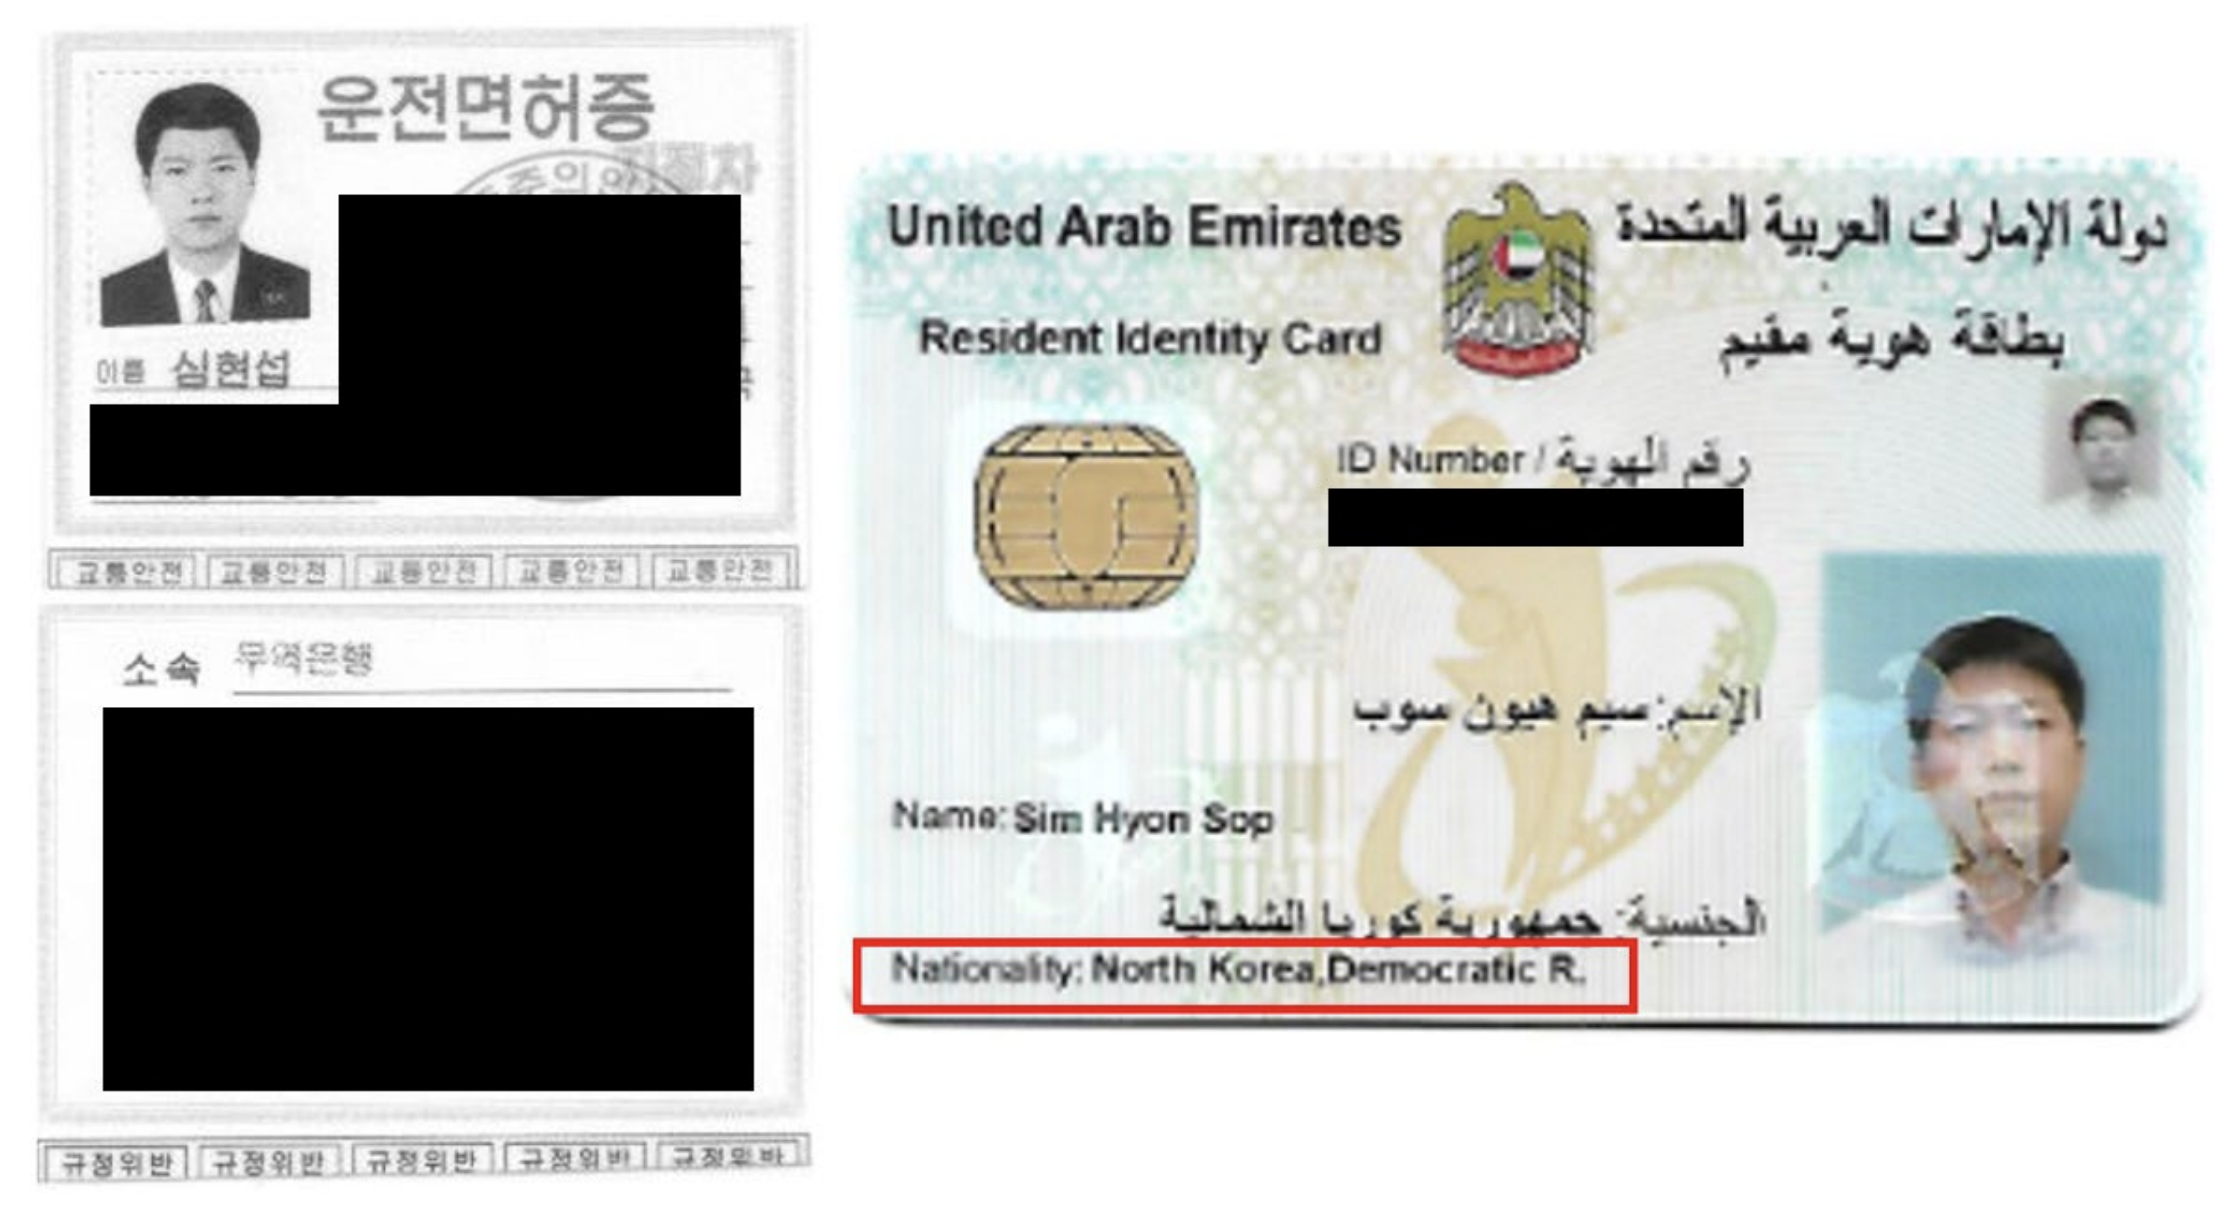 운전면허증
이름 심현섭
교통안전 교통안전 교통안전 교통안전 교통안전
소속 무역은행
규정위반 규정위반 규정위반 규정위반 규정위반
United Arab Emirates
دولة الإمارات العربية المتحدة
Resident Identity Card
بطاقة هوية مقيم
ID Number / رقم الهوية
الإسم: سيم هيون سوب
Name: Sim Hyon Sop
الجنسية: جمهورية كوريا الشمالية
Nationality: North Korea,Democratic R.